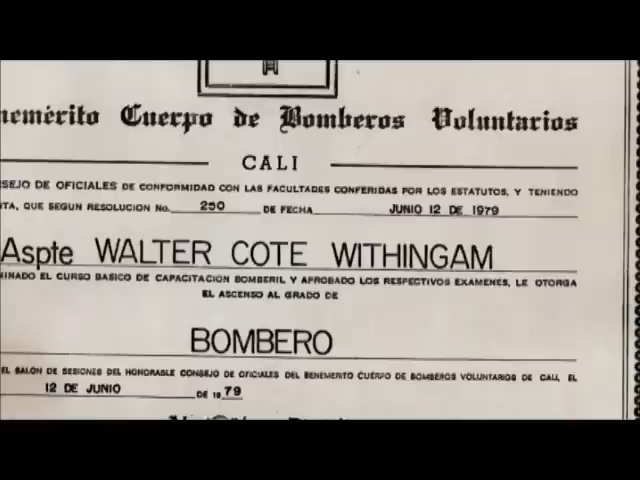 nemérito Cuerpo de Bomberos Voluntarios
CALI
SEJO DE OFICIALES DE CONFORMIDAD CON LAS FACULTADES CONFERIDAS POR LOS ESTATUTOS, Y TENIENDO
TA, QUE SEGUN RESOLUCION No. 250 DE FECHA JUNIO 12 DE 1979
Aspte WALTER COTE WITHINGAM
MINADO EL CURSO BASICO DE CAPACITACION BOMBERIL Y APROBADO LOS RESPECTIVOS EXAMENES, LE OTORGA
EL ASCENSO AL GRADO DE
BOMBERO
EL SALON DE SESIONES DEL HONORABLE CONSEJO DE OFICIALES DEL BENEMERITO CUERPO DE BOMBEROS VOLUNTARIOS DE CALI, EL
12 DE JUNIO DE 1979